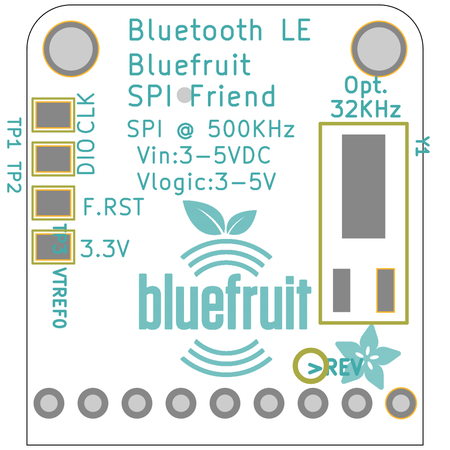 Bluetooth LE
Bluefruit
SPI Friend
Opt.
32KHz
SPI @ 500KHz
Vin:3-5VDC
Vlogic:3-5V
CLK
DIO
F.RST
3.3V
TP1
TP2
TP3
VTREF0
Y1
bluefruit
>REV